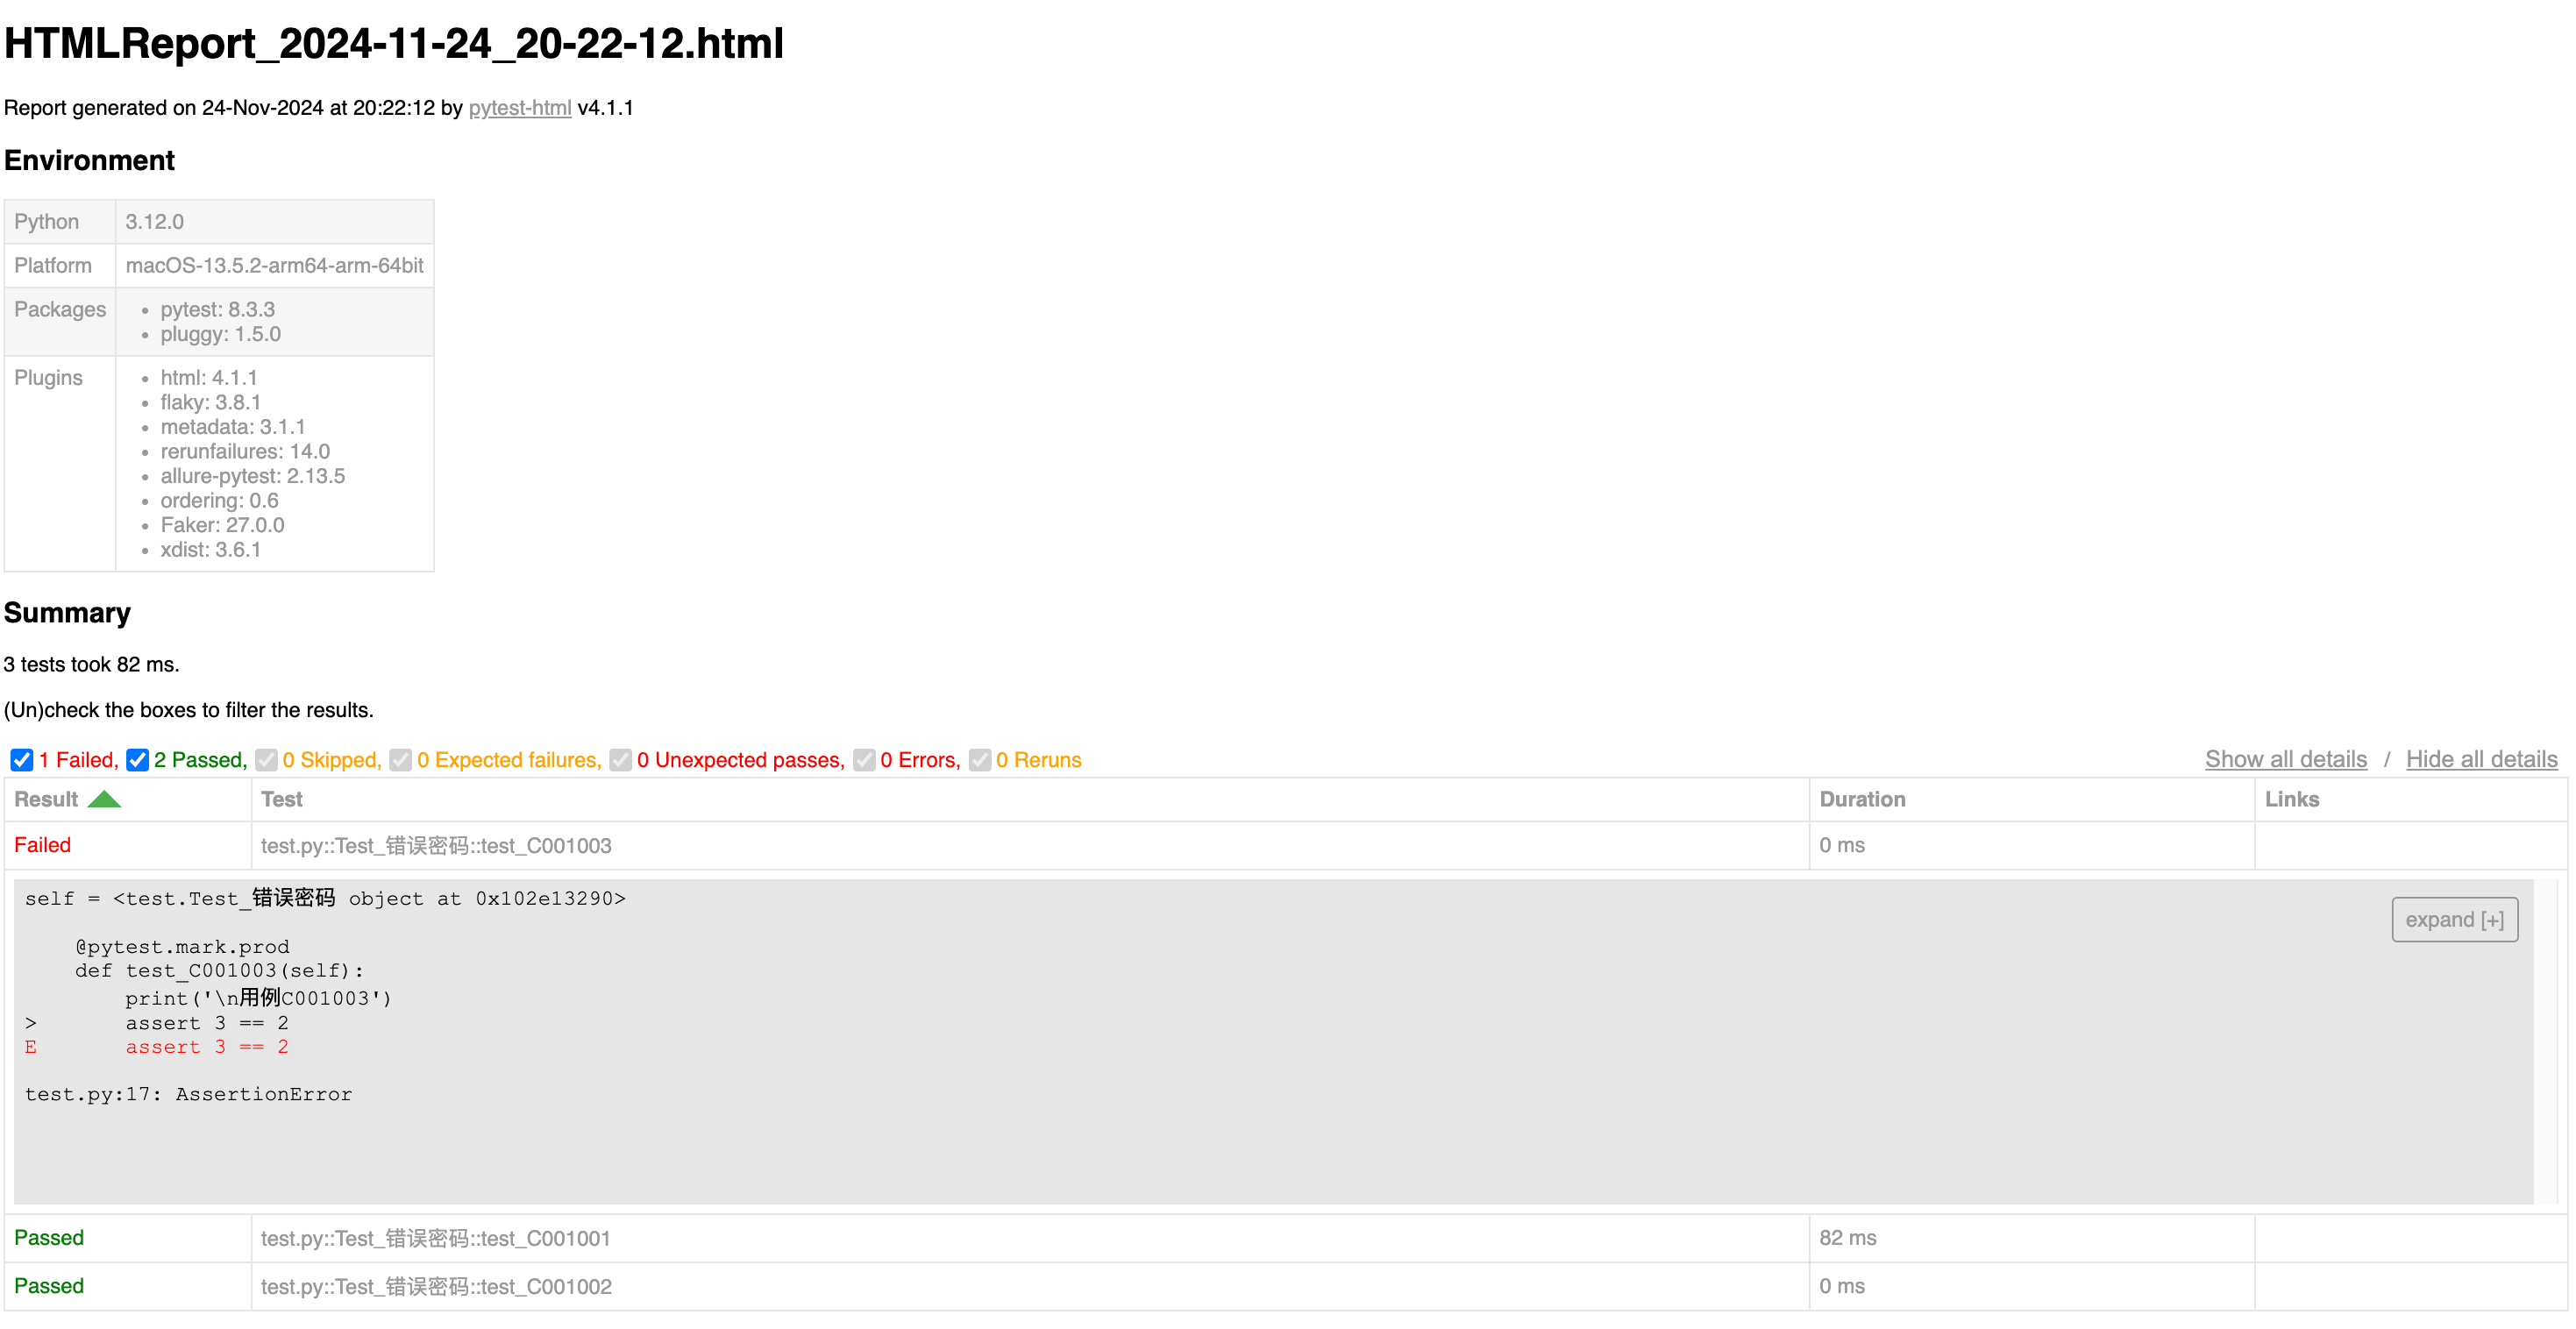 HTMLReport_2024-11-24_20-22-12.html
Report generated on 24-Nov-2024 at 20:22:12 by pytest-html v4.1.1
Environment
Python 3.12.0
Platform macOS-13.5.2-arm64-arm-64bit
Packages • pytest: 8.3.3
• pluggy: 1.5.0
Plugins • html: 4.1.1
• flaky: 3.8.1
• metadata: 3.1.1
• rerunfailures: 14.0
• allure-pytest: 2.13.5
• ordering: 0.6
• Faker: 27.0.0
• xdist: 3.6.1
Summary
3 tests took 82 ms.
(Un)check the boxes to filter the results.
1 Failed, 2 Passed, 0 Skipped, 0 Expected failures, 0 Unexpected passes, 0 Errors, 0 Reruns Show all details / Hide all details
Result Test Duration Links
Failed test.py::Test_错误密码::test_C001003 0 ms
self = <test.Test_错误密码 object at 0x102e13290>
expand [+]
@pytest.mark.prod
def test_C001003(self):
print('\n用例C001003')
> assert 3 == 2
E assert 3 == 2
test.py:17: AssertionError
Passed test.py::Test_错误密码::test_C001001 82 ms
Passed test.py::Test_错误密码::test_C001002 0 ms